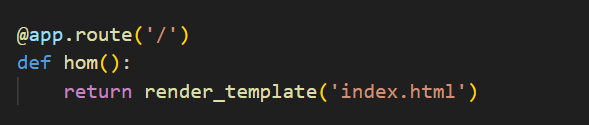 @app.route('/')
def hom():
    return render_template('index.html')